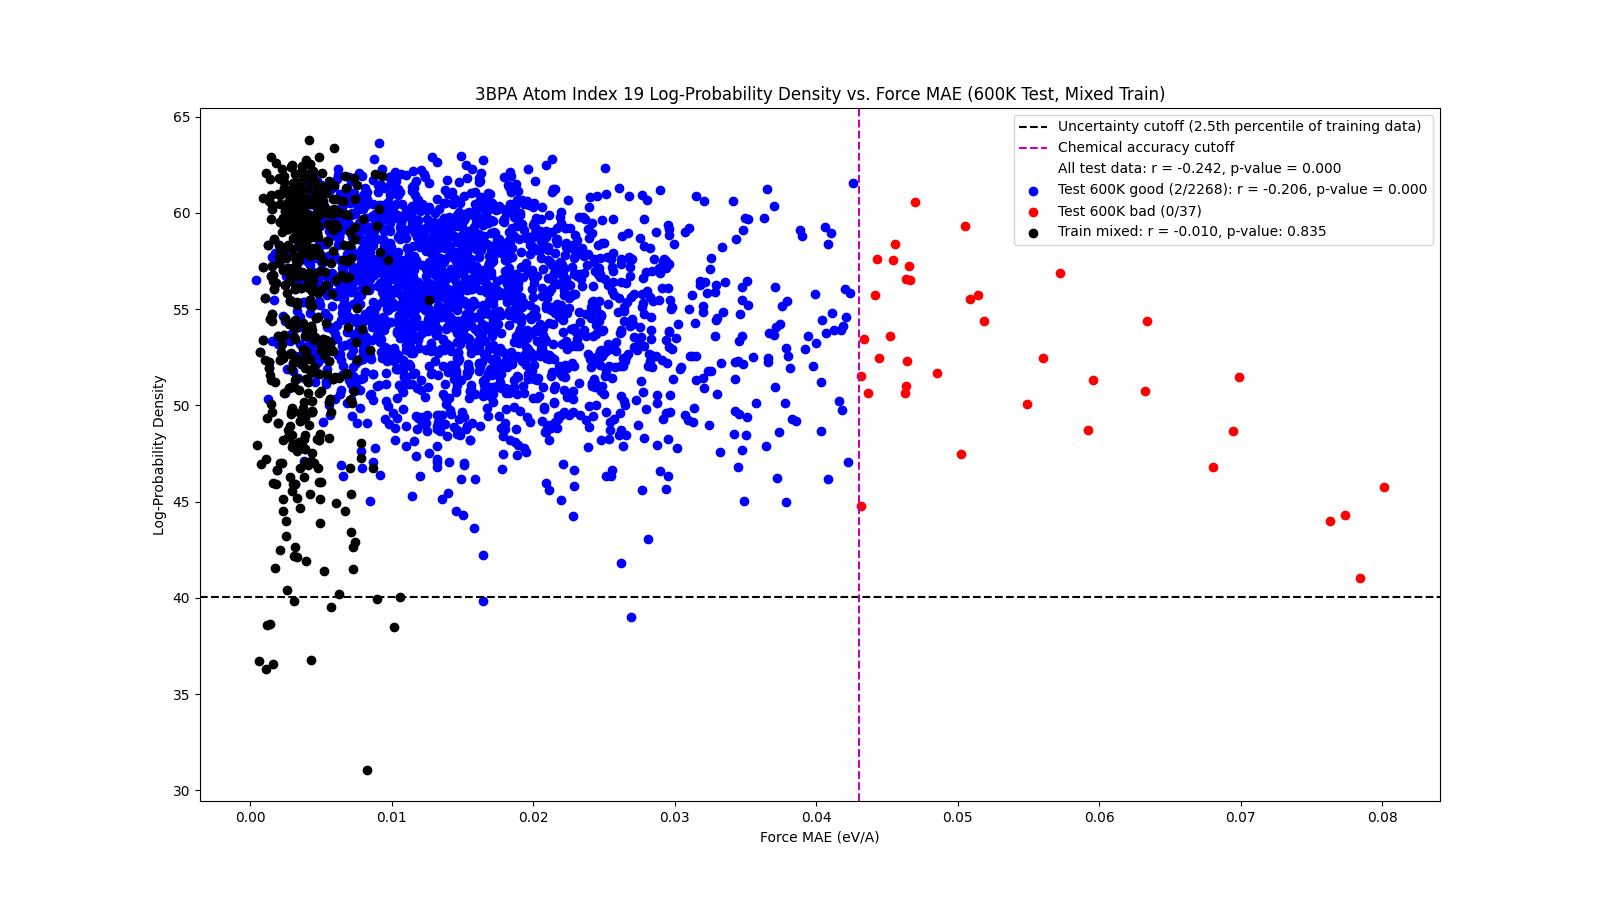 3BPA Atom Index 19 Log-Probability Density vs. Force MAE (600K Test, Mixed Train)
Uncertainty cutoff (2.5th percentile of training data)
Chemical accuracy cutoff
All test data: r = -0.242, p-value = 0.000
Test 600K good (2/2268): r = -0.206, p-value = 0.000
Test 600K bad (0/37)
Train mixed: r = -0.010, p-value: 0.835
Log-Probability Density
65
60
55
50
45
40
35
30
0.00 0.01 0.02 0.03 0.04 0.05 0.06 0.07 0.08
Force MAE (eV/A)